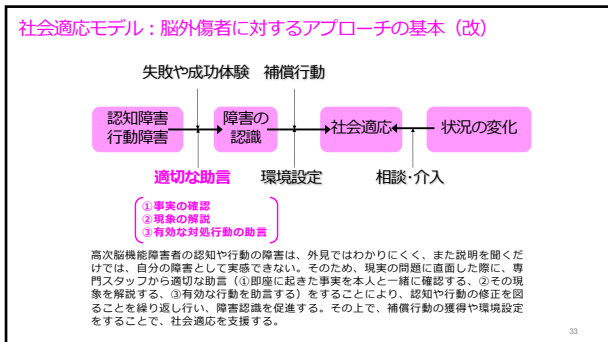 社会適応モデル：脳外傷者に対するアプローチの基本（改）
失敗や成功体験 補償行動
認知障害
行動障害
障害の
認識
社会適応
状況の変化
適切な助言 環境設定 相談・介入
①事実の確認
②現象の解説
③有効な対処行動の助言
高次脳機能障害者の認知や行動の障害は、外見ではわかりにくく、また説明を聞くだ
けでは、自分の障害として実感できない。そのため、現実の問題に直面した際に、専
門スタッフから適切な助言（①即座に起きた事実を本人と一緒に確認する、②その現
象を解説する、③有効な行動を助言する）をすることにより、認知や行動の修正を図
ることを繰り返し行い、障害認識を促進する。その上で、補償行動の獲得や環境設定
をすることで、社会適応を支援する。
33